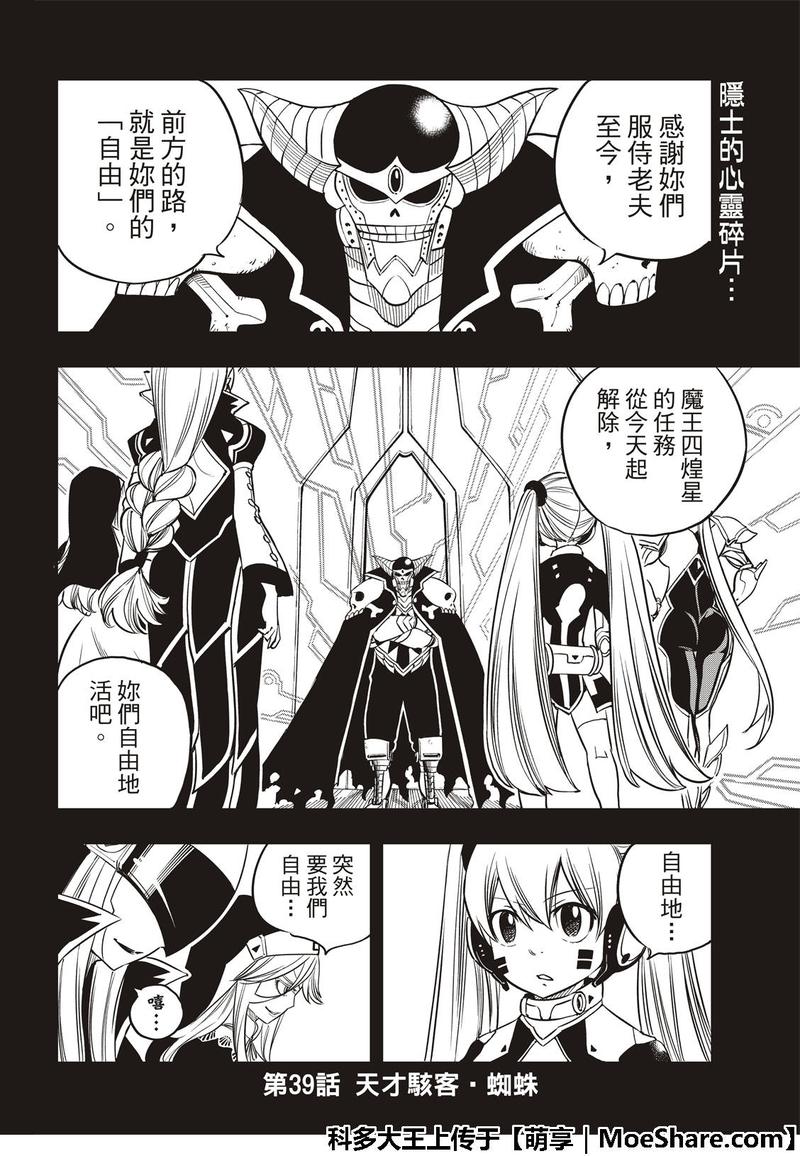 隱士的心靈碎片…
感謝妳們
服侍老夫
至今，
前方的路，
就是妳們的
「自由」。
魔王四煌星
的任務
從今天起
解除，
妳們自由地
活吧。
自由地…
突然
要我們
自由…
嘻…
第39話 天才駭客·蜘蛛
科多大王上传于【萌享】|MoeShare.com】